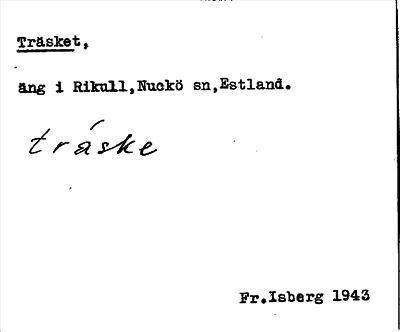 Träsket,
äng i Rikull,Nuckö sn,Estland.
tráske
Fr.Isberg 1943